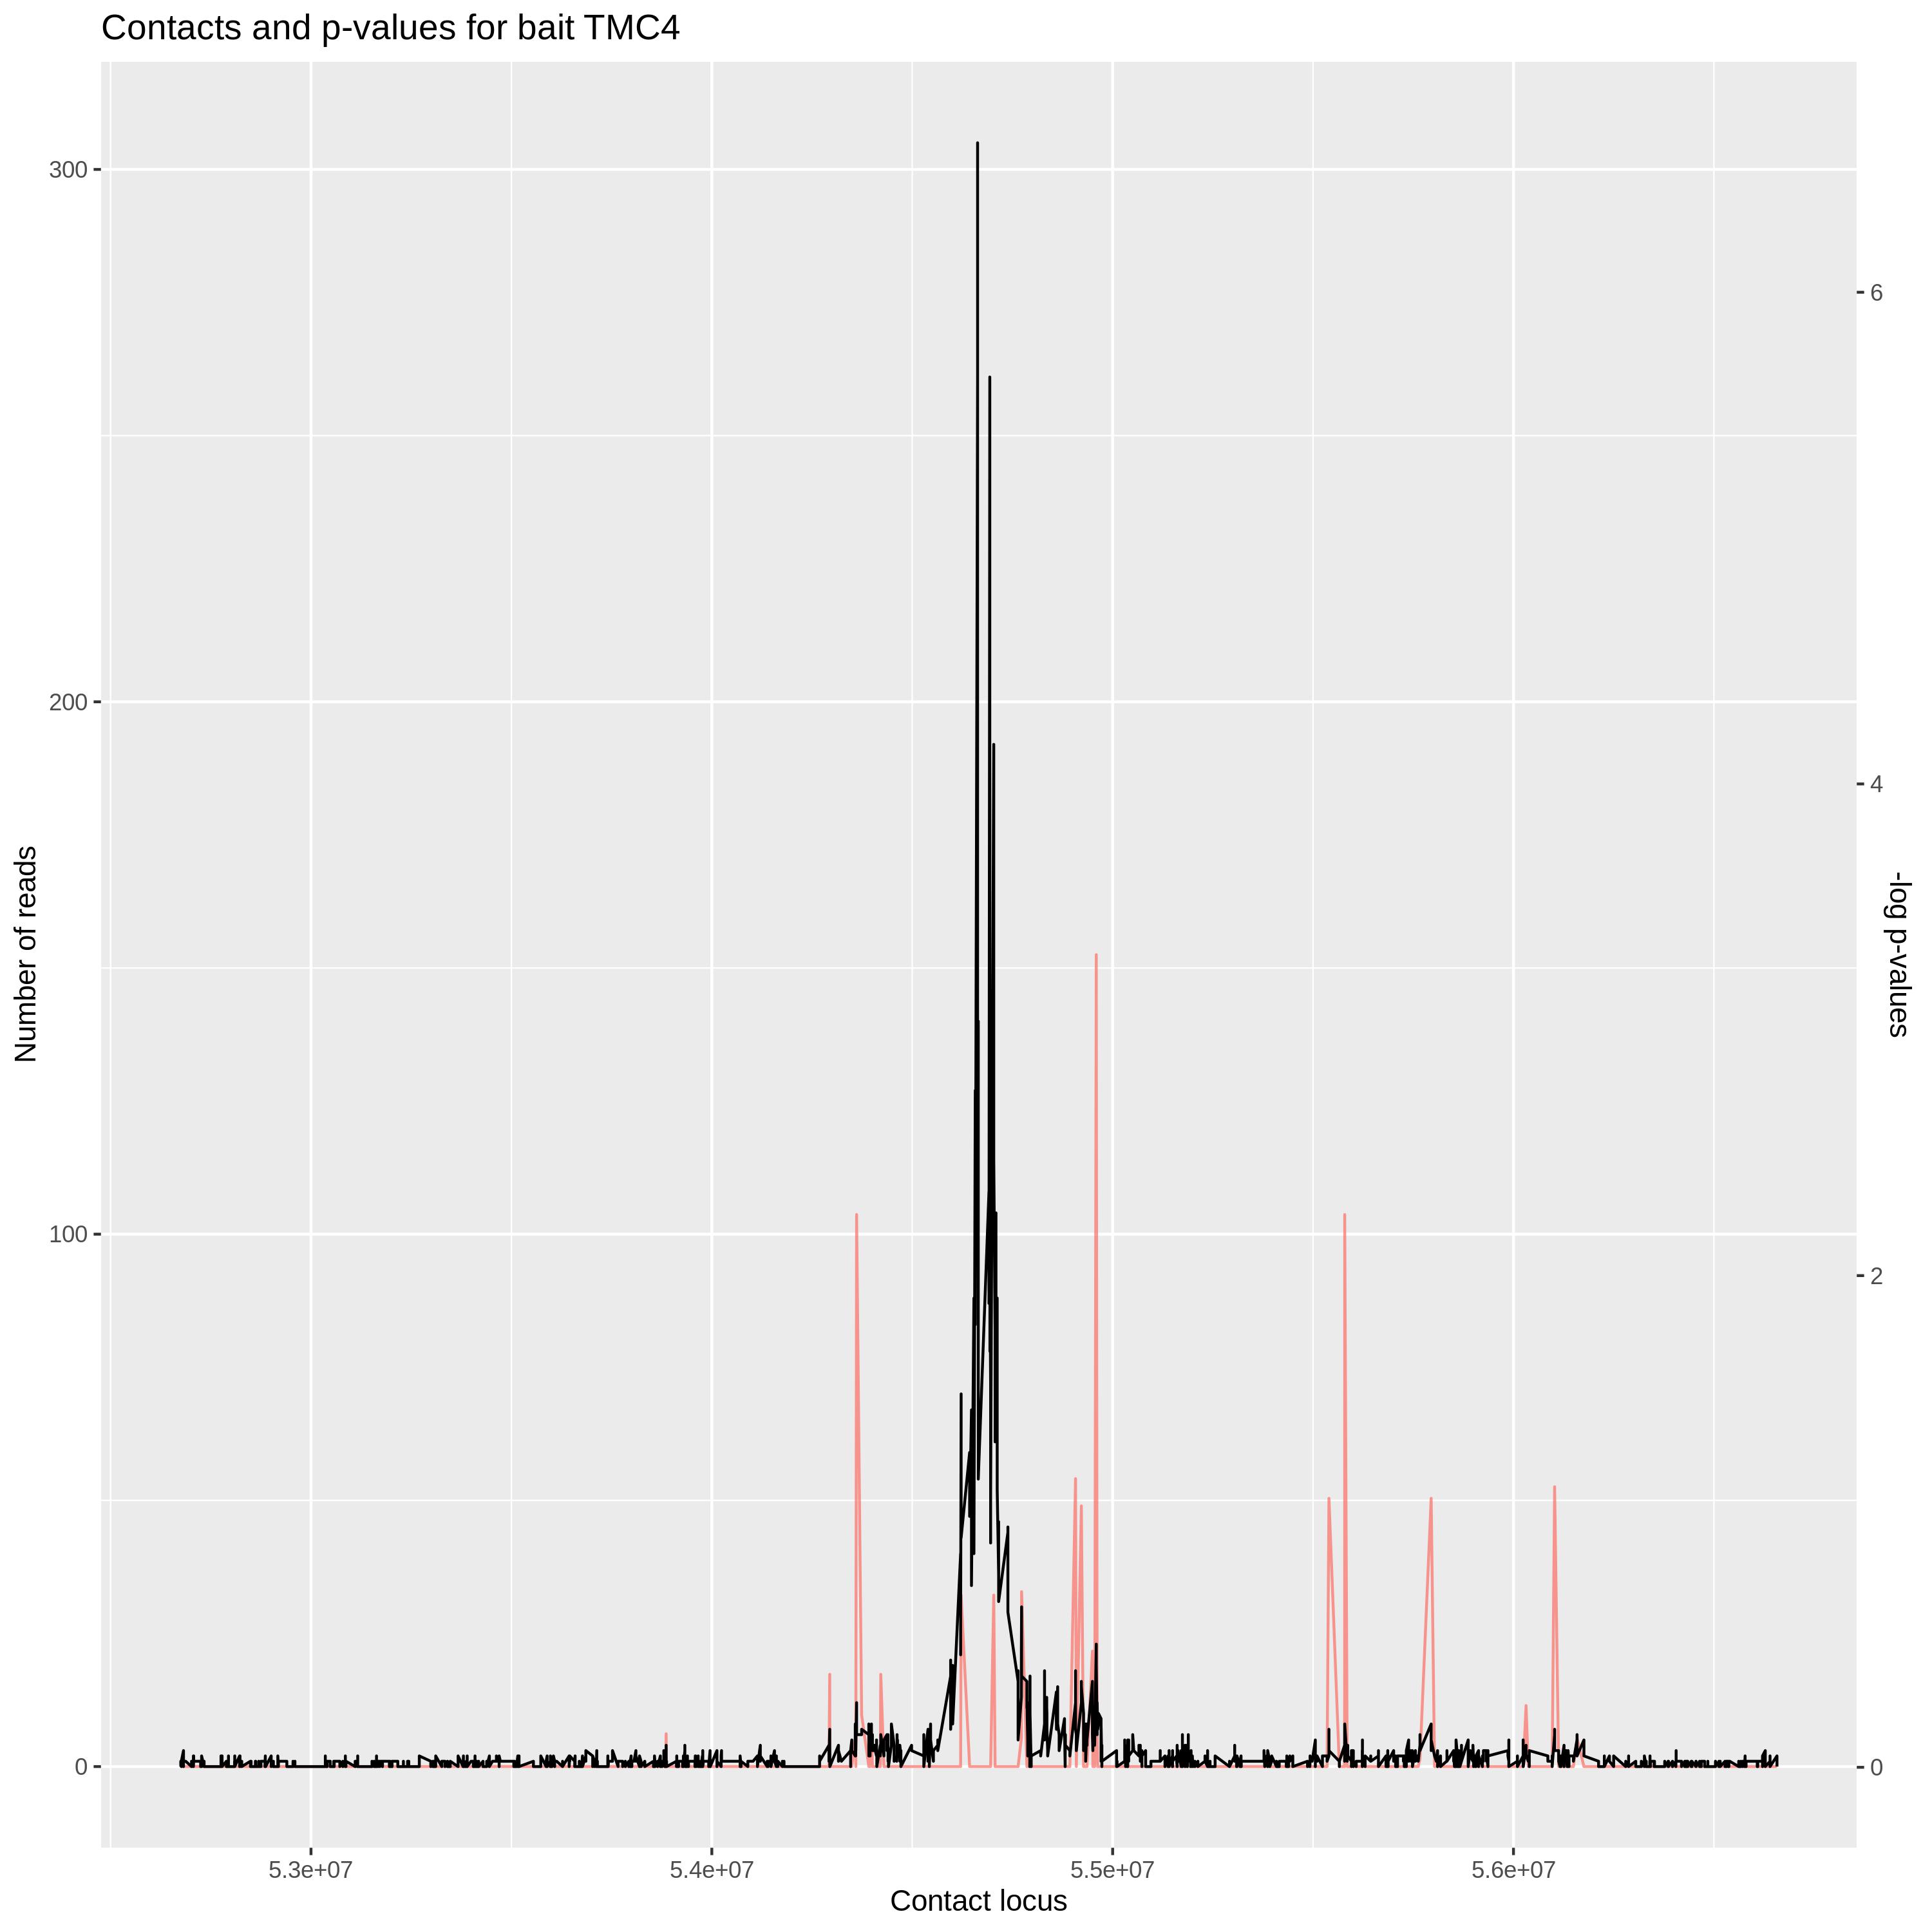 Contacts and p-values for bait TMC4
300
200
100
0
6
4
2
0
Number of reads
-log p-values
5.3e+07
5.4e+07
5.5e+07
5.6e+07
Contact locus